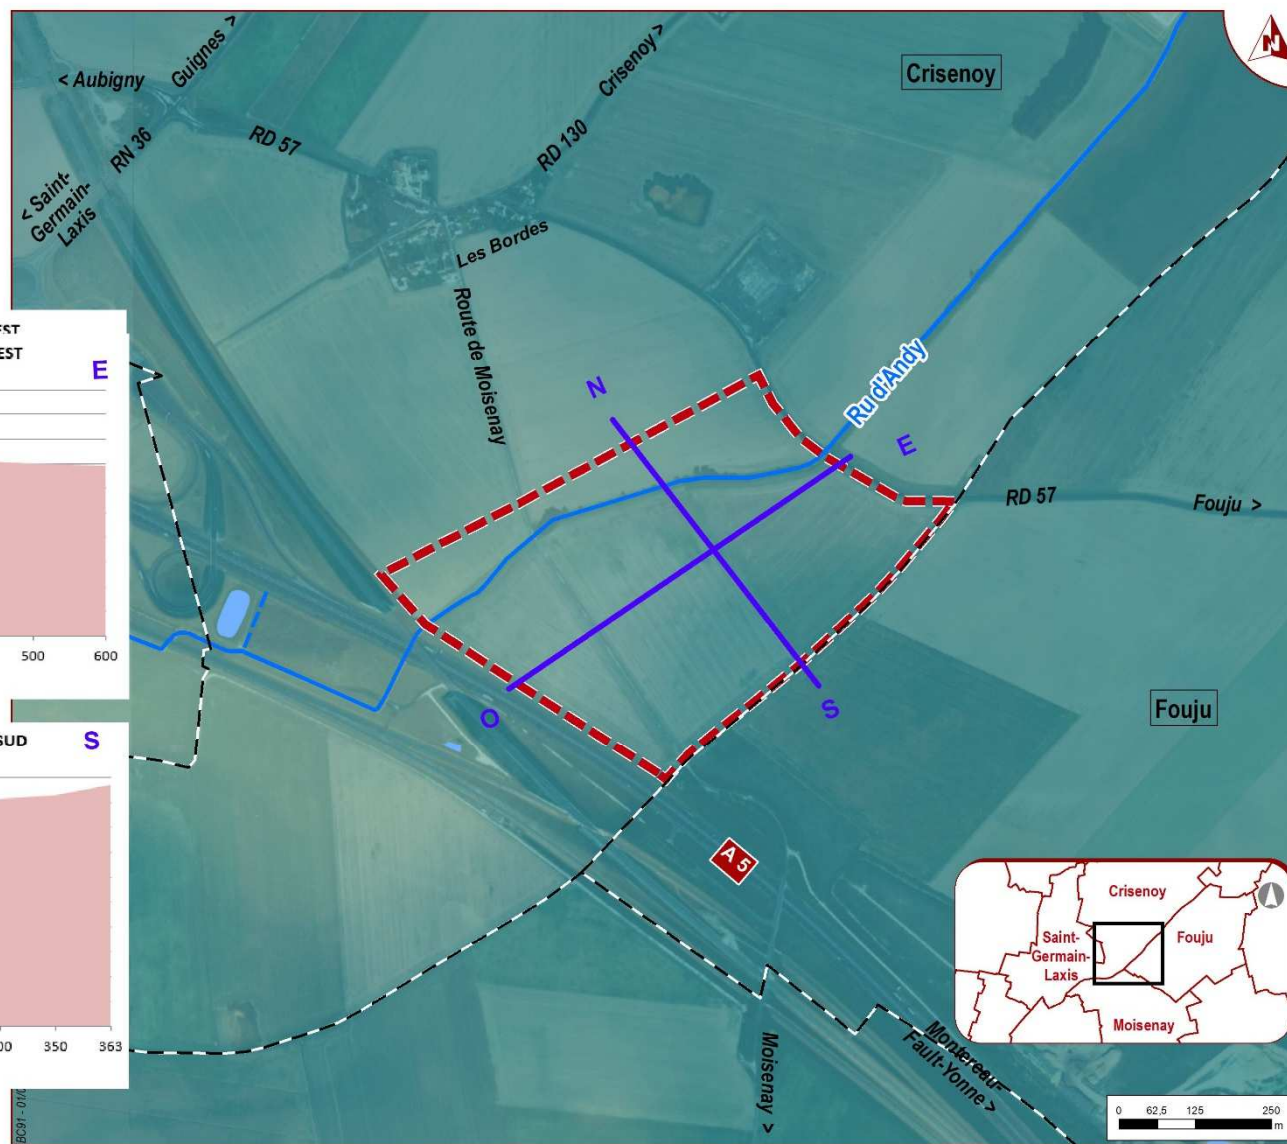 N
Crisenoy
< Aubigny
Guignes >
Crisenoy >
RN 36
RD 57
RD 130
< Saint-
Germain-
Laxis
Les Bordes
Route de Moisenay
Ru d'Andy
EST
E
500
600
N
E
O
S
RD 57
Fouju >
Fouju
SUD
S
350
363
A 5
Moisenay >
Montereau-
Fault-Yonne >
Crisenoy
Saint-
Germain-
Laxis
Fouju
Moisenay
0
62,5
125
250
m